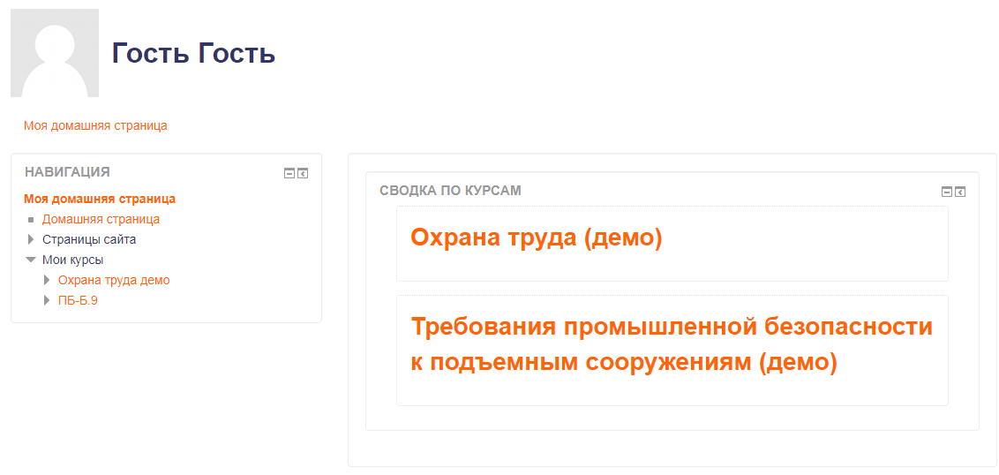 Гость Гость
Моя домашняя страница
НАВИГАЦИЯ
Моя домашняя страница
Домашняя страница
Страницы сайта
Мои курсы
Охрана труда демо
ПБ-Б.9
СВОДКА ПО КУРСАМ
Охрана труда (демо)
Требования промышленной безопасности
к подъемным сооружениям (демо)